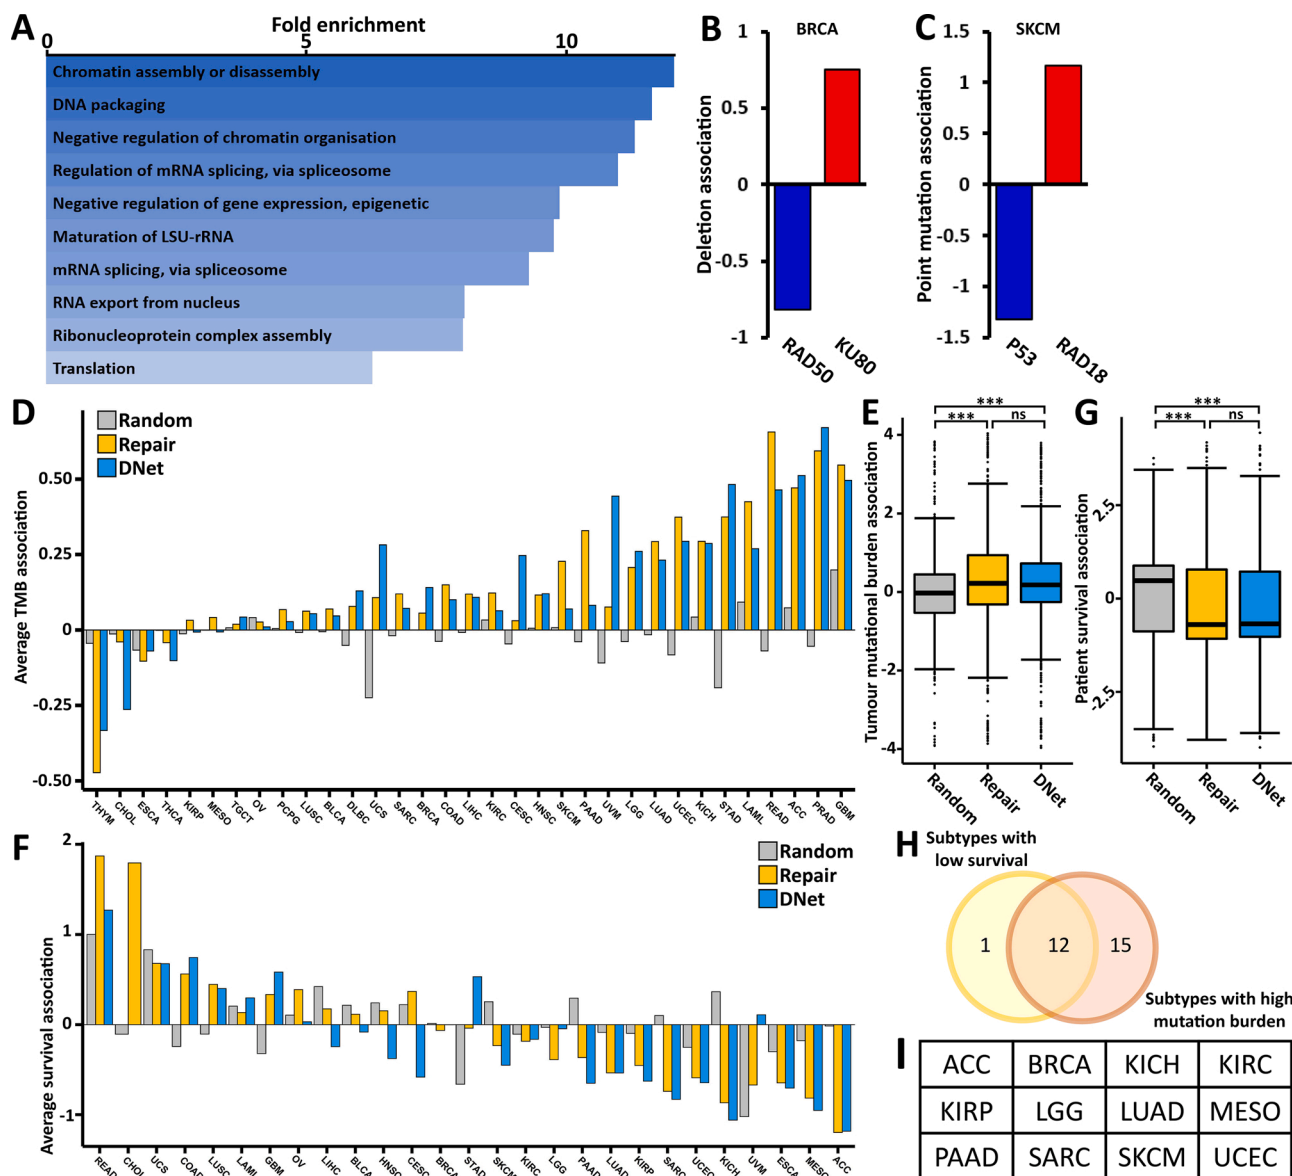 A
Fold enrichment
0 5 10
Chromatin assembly or disassembly
DNA packaging
Negative regulation of chromatin organisation
Regulation of mRNA splicing, via spliceosome
Negative regulation of gene expression, epigenetic
Maturation of LSU-rRNA
mRNA splicing, via spliceosome
RNA export from nucleus
Ribonucleoprotein complex assembly
Translation
B
BRCA
Deletion association
1
0.5
0
-0.5
-1
RAD50 KU80
C
SKCM
Point mutation association
1.5
1
0.5
0
-0.5
-1
-1.5
P53 RAD18
D
Random
Repair
DNet
Average TMB association
0.50
0.25
0
-0.25
-0.50
THYM CHOL ESCA THCA KIRP MESO TGCT OV PCPG LUSC BLCA DLBC UCS SARC BRCA COAD LIHC KIRC CESC HNSC SKCM PAAD UVM LGG LUAD UCEC KICH STAD LAML READ ACC PRAD GBM
E
***
*** ns
Tumour mutational burden association
4
2
0
-2
-4
Random Repair DNet
G
***
*** ns
Patient survival association
2.5
0
-2.5
Random Repair DNet
F
Random
Repair
DNet
Average survival association
2
1
0
-1
READ CHOL UCS COAD LUSC LAML GBM OV LIHC BLCA HNSC CESC BRCA STAD SKCM KIRC LGG PAAD LUAD KIRP SARC UCEC KICH UVM ESCA MESO ACC
H
Subtypes with
low survival
1 12 15
Subtypes with high
mutation burden
I
ACC BRCA KICH KIRC
KIRP LGG LUAD MESO
PAAD SARC SKCM UCEC